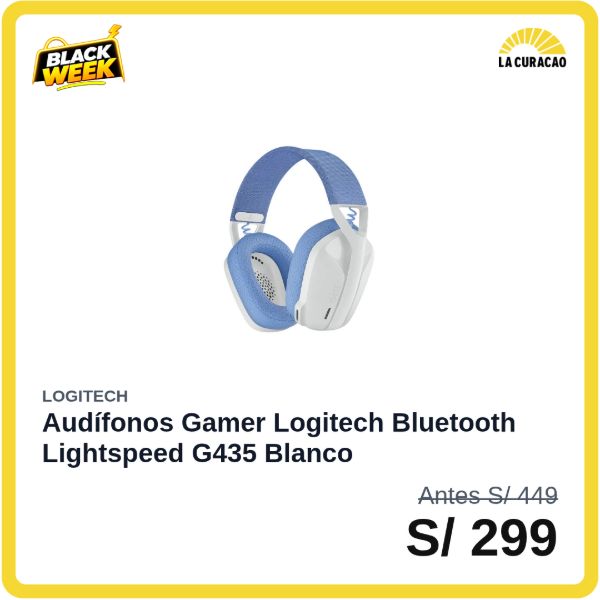 BLACK
WEEK
LA CURACAO
LOGITECH
Audífonos Gamer Logitech Bluetooth
Lightspeed G435 Blanco
Antes S/ 449
S/ 299